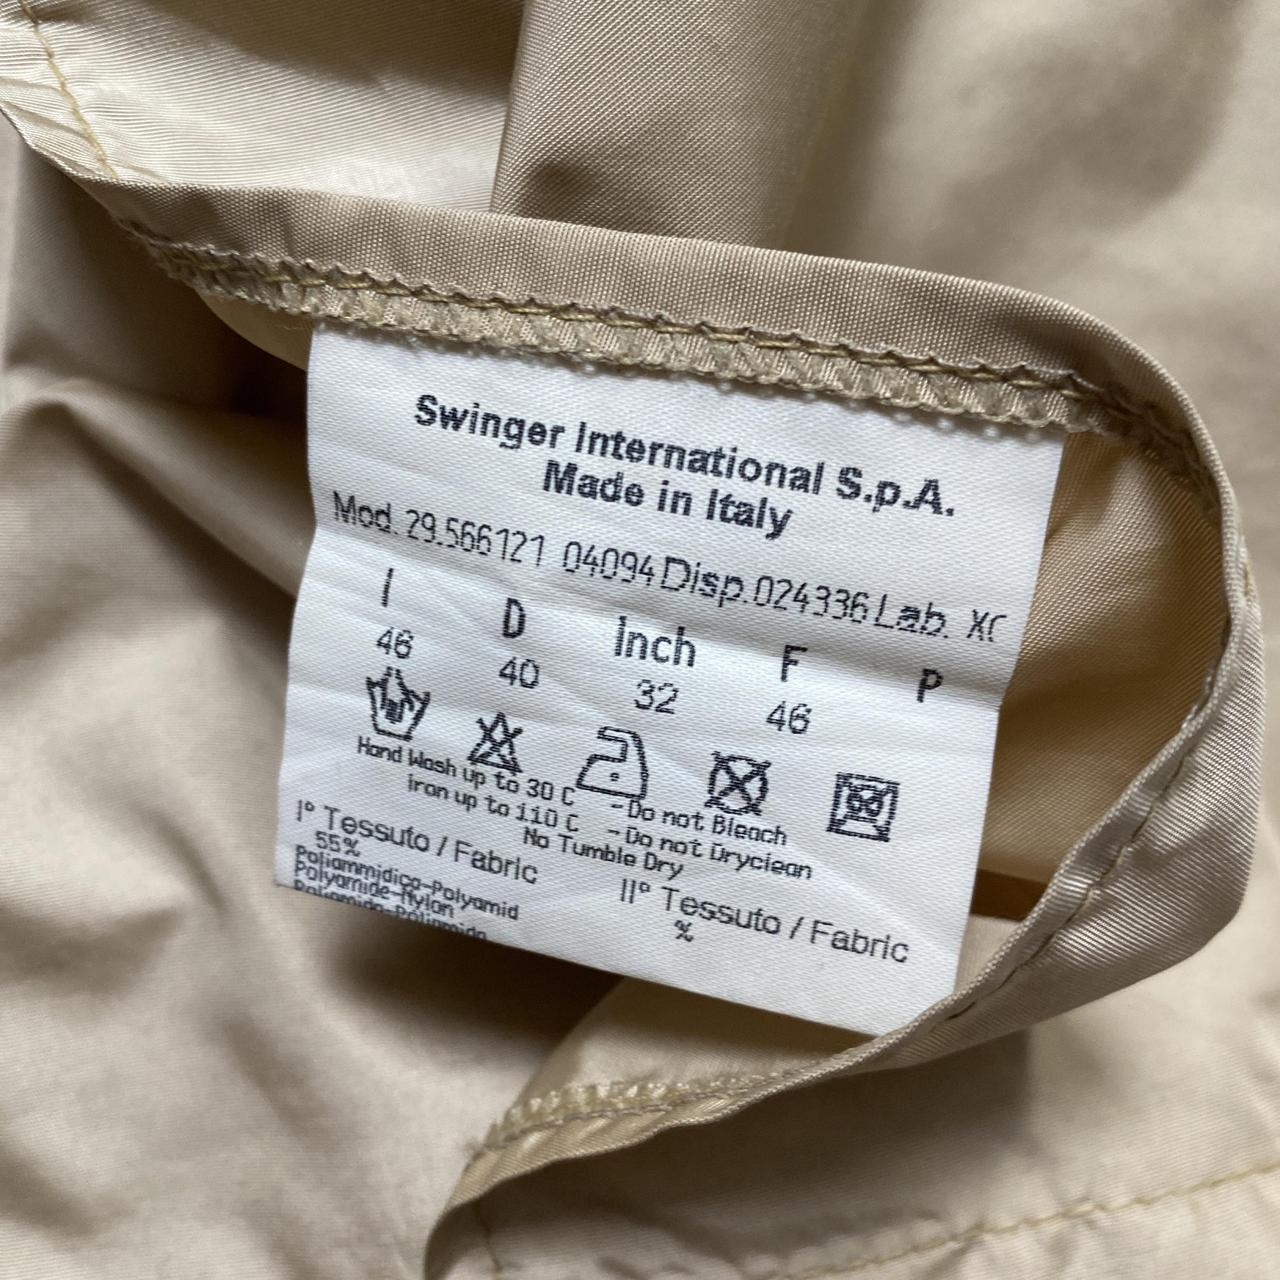 Swinger International S.p.A.
Made in Italy
Mod. 29.566121 04094 Disp.024336 Lab. XC
I D Inch F P
46 40 32 46
Hand Wash up to 30 C -Do not Bleach
iron up to 110 C -Do not Dryclean
No Tumble Dry
I° Tessuto / Fabric II° Tessuto / Fabric
55% %
Poliammidica-Polyamid
Polyamide-Nylon
Poliamida-Poliamida